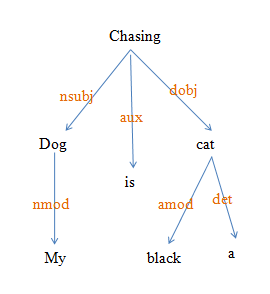 Chasing
nsubj
dobj
aux
Dog
cat
is
nmod
amod
det
My
black
a